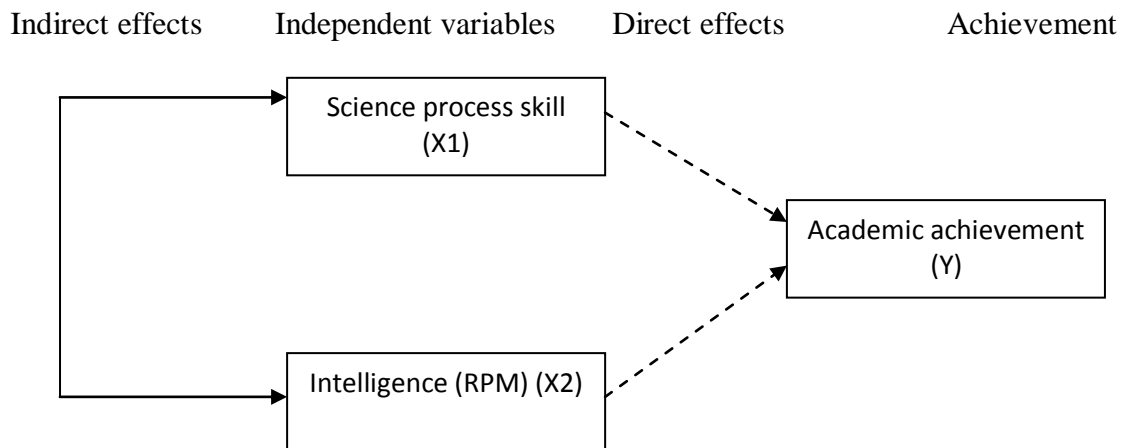 Indirect effects Independent variables Direct effects Achievement
Science process skill
(X1)
Academic achievement
(Y)
Intelligence (RPM) (X2)